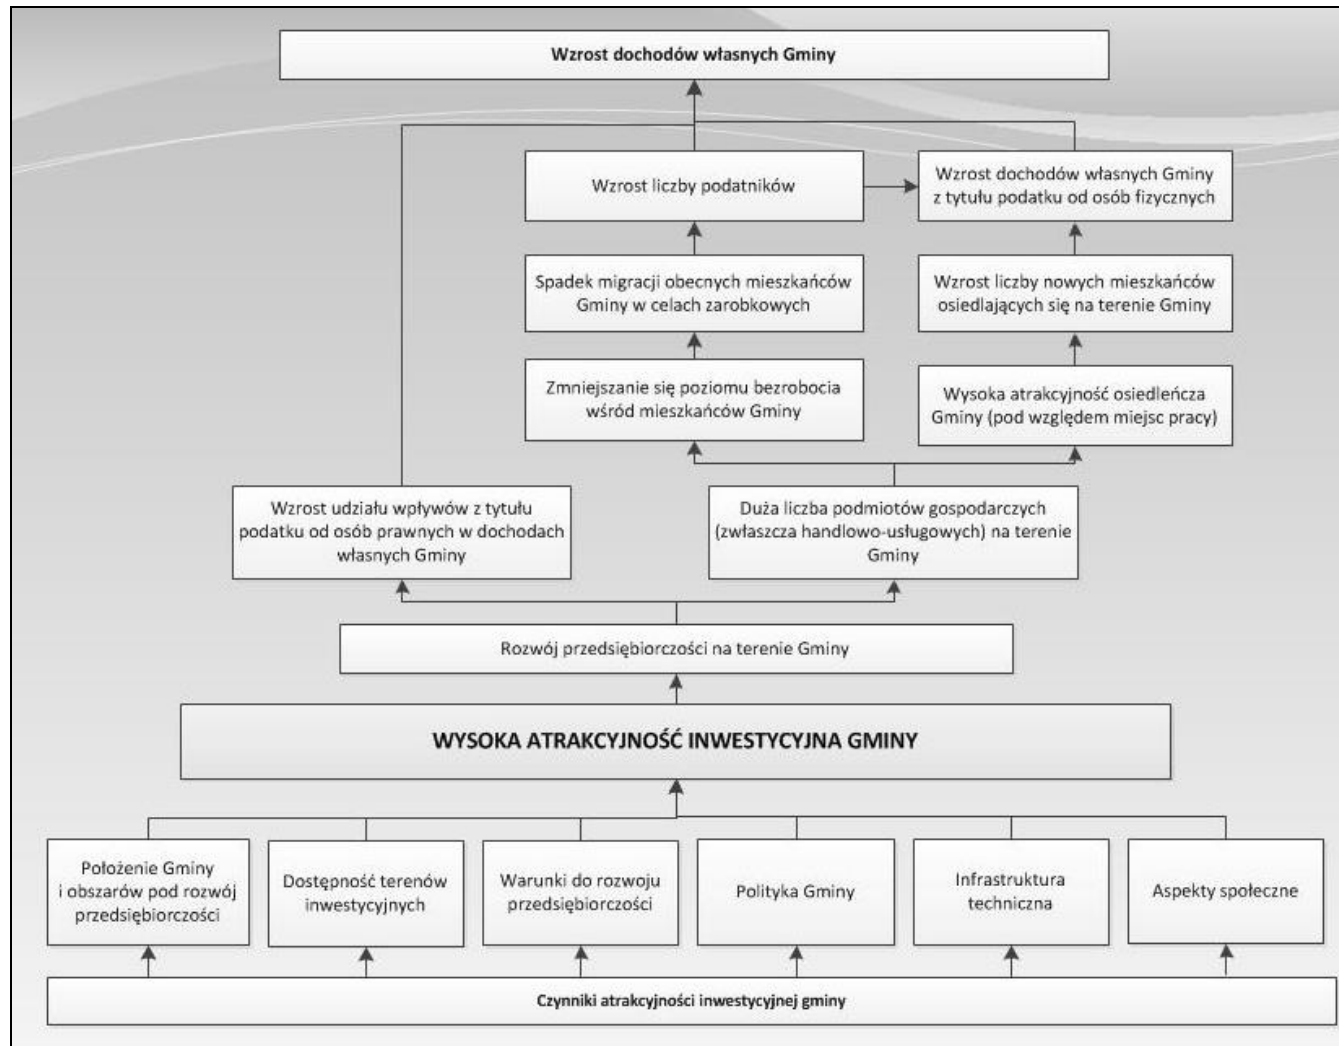 Wzrost dochodów własnych Gminy
Wzrost liczby podatników
Wzrost dochodów własnych Gminy
z tytułu podatku od osób fizycznych
Spadek migracji obecnych mieszkańców
Gminy w celach zarobkowych
Wzrost liczby nowych mieszkańców
osiedlających się na terenie Gminy
Zmniejszanie się poziomu bezrobocia
wśród mieszkańców Gminy
Wysoka atrakcyjność osiedleńcza
Gminy (pod względem miejsc pracy)
Wzrost udziału wpływów z tytułu
podatku od osób prawnych w dochodach
własnych Gminy
Duża liczba podmiotów gospodarczych
(zwłaszcza handlowo-usługowych) na terenie
Gminy
Rozwój przedsiębiorczości na terenie Gminy
WYSOKA ATRAKCYJNOŚĆ INWESTYCYJNA GMINY
Położenie Gminy
i obszarów pod rozwój
przedsiębiorczości
Dostępność terenów
inwestycyjnych
Warunki do rozwoju
przedsiębiorczości
Polityka Gminy
Infrastruktura
techniczna
Aspekty społeczne
Czynniki atrakcyjności inwestycyjnej gminy